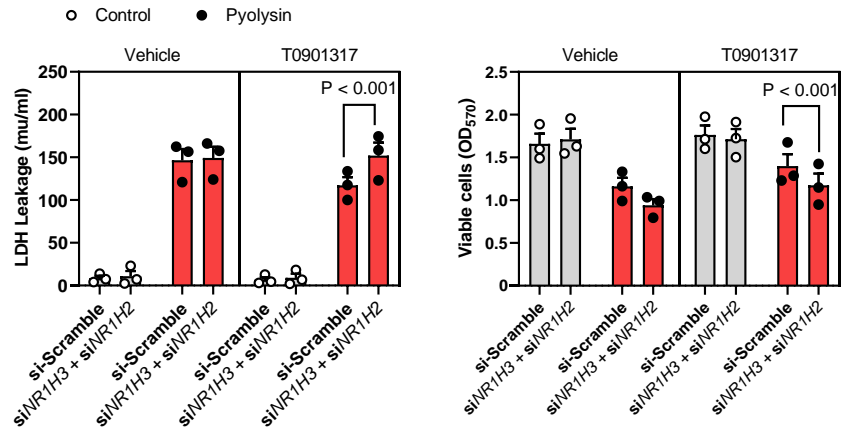 Control Pyolysin
Vehicle T0901317
LDH Leakage (mu/ml)
250
200
150
100
50
0
P < 0.001
si-Scramble
siNR1H3 + siNR1H2
si-Scramble
siNR1H3 + siNR1H2
si-Scramble
siNR1H3 + siNR1H2
si-Scramble
siNR1H3 + siNR1H2
Vehicle T0901317
Viable cells (OD570)
2.5
2.0
1.5
1.0
0.5
0.0
P < 0.001
si-Scramble
siNR1H3 + siNR1H2
si-Scramble
siNR1H3 + siNR1H2
si-Scramble
siNR1H3 + siNR1H2
si-Scramble
siNR1H3 + siNR1H2